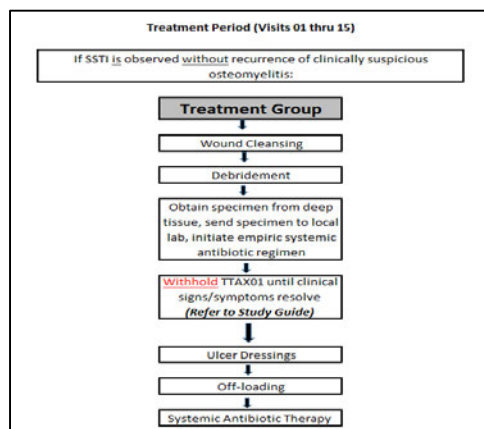 Treatment Period (Visits 01 thru 15)
If SSTI is observed without recurrence of clinically suspicious
osteomyelitis:
Treatment Group
Wound Cleansing
Debridement
Obtain specimen from deep
tissue, send specimen to local
lab, initiate empiric systemic
antibiotic regimen
Withhold TTAX01 until clinical
signs/symptoms resolve
(Refer to Study Guide)
Ulcer Dressings
Off-loading
Systemic Antibiotic Therapy